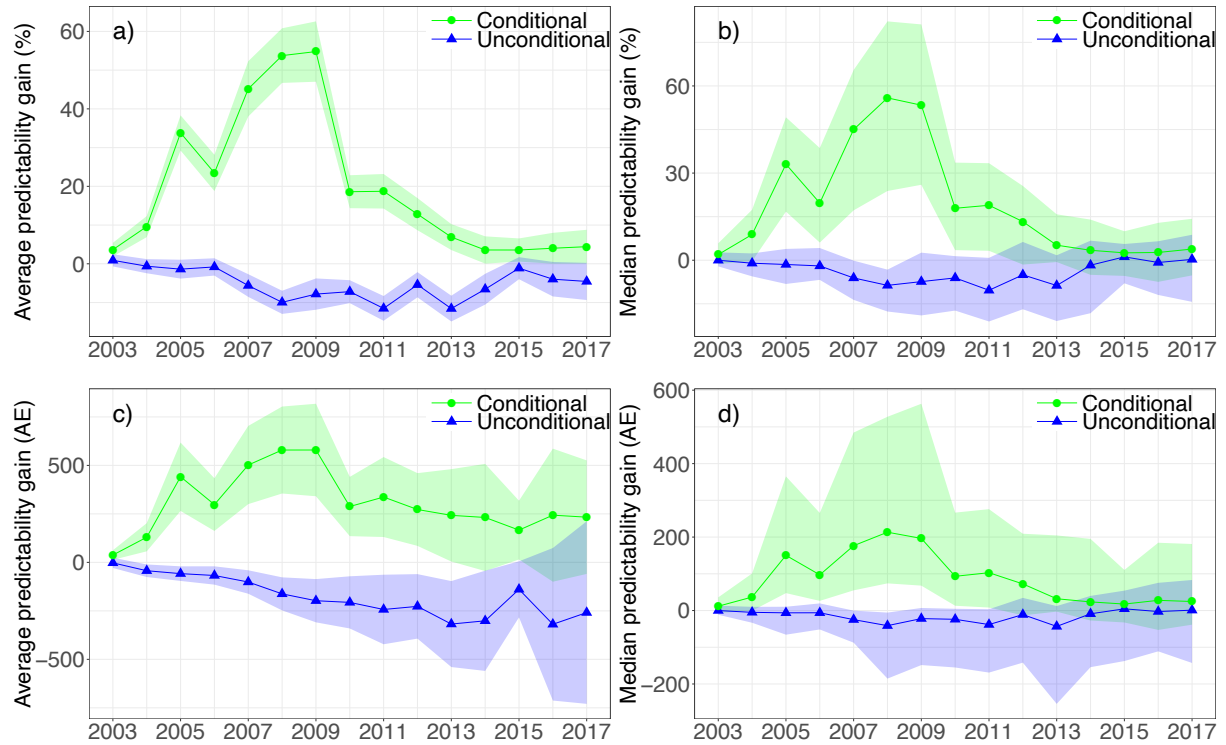 a)
Conditional
Unconditional
Average predictability gain (%)
60
40
20
0
2003 2005 2007 2009 2011 2013 2015 2017
b)
Conditional
Unconditional
Median predictability gain (%)
60
30
0
2003 2005 2007 2009 2011 2013 2015 2017
c)
Conditional
Unconditional
Average predictability gain (AE)
500
0
−500
2003 2005 2007 2009 2011 2013 2015 2017
d)
Conditional
Unconditional
Median predictability gain (AE)
600
400
200
0
−200
2003 2005 2007 2009 2011 2013 2015 2017